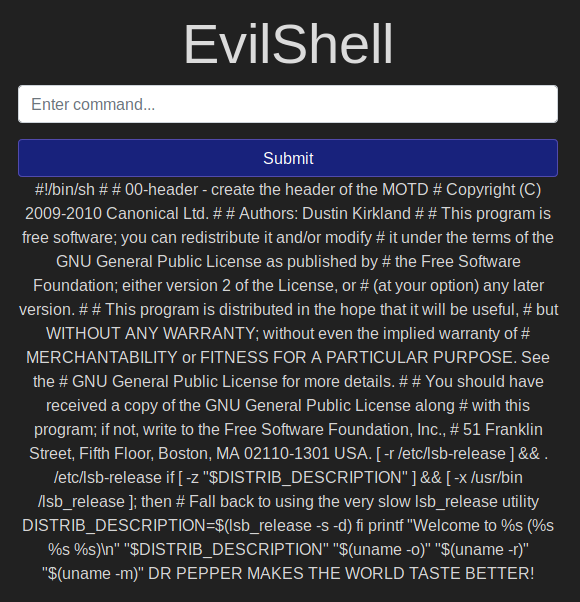 EvilShell
Enter command...
Submit
#!/bin/sh # # 00-header - create the header of the MOTD # Copyright (C)
2009-2010 Canonical Ltd. # # Authors: Dustin Kirkland # # This program is
free software; you can redistribute it and/or modify # it under the terms of the
GNU General Public License as published by # the Free Software
Foundation; either version 2 of the License, or # (at your option) any later
version. # # This program is distributed in the hope that it will be useful, # but
WITHOUT ANY WARRANTY; without even the implied warranty of #
MERCHANTABILITY or FITNESS FOR A PARTICULAR PURPOSE. See
the # GNU General Public License for more details. # # You should have
received a copy of the GNU General Public License along # with this
program; if not, write to the Free Software Foundation, Inc., # 51 Franklin
Street, Fifth Floor, Boston, MA 02110-1301 USA. [ -r /etc/lsb-release ] && .
/etc/lsb-release if [ -z "$DISTRIB_DESCRIPTION" ] && [ -x /usr/bin
/lsb_release ]; then # Fall back to using the very slow lsb_release utility
DISTRIB_DESCRIPTION=$(lsb_release -s -d) fi printf "Welcome to %s (%s
%s %s)\n" "$DISTRIB_DESCRIPTION" "$(uname -o)" "$(uname -r)"
"$(uname -m)" DR PEPPER MAKES THE WORLD TASTE BETTER!